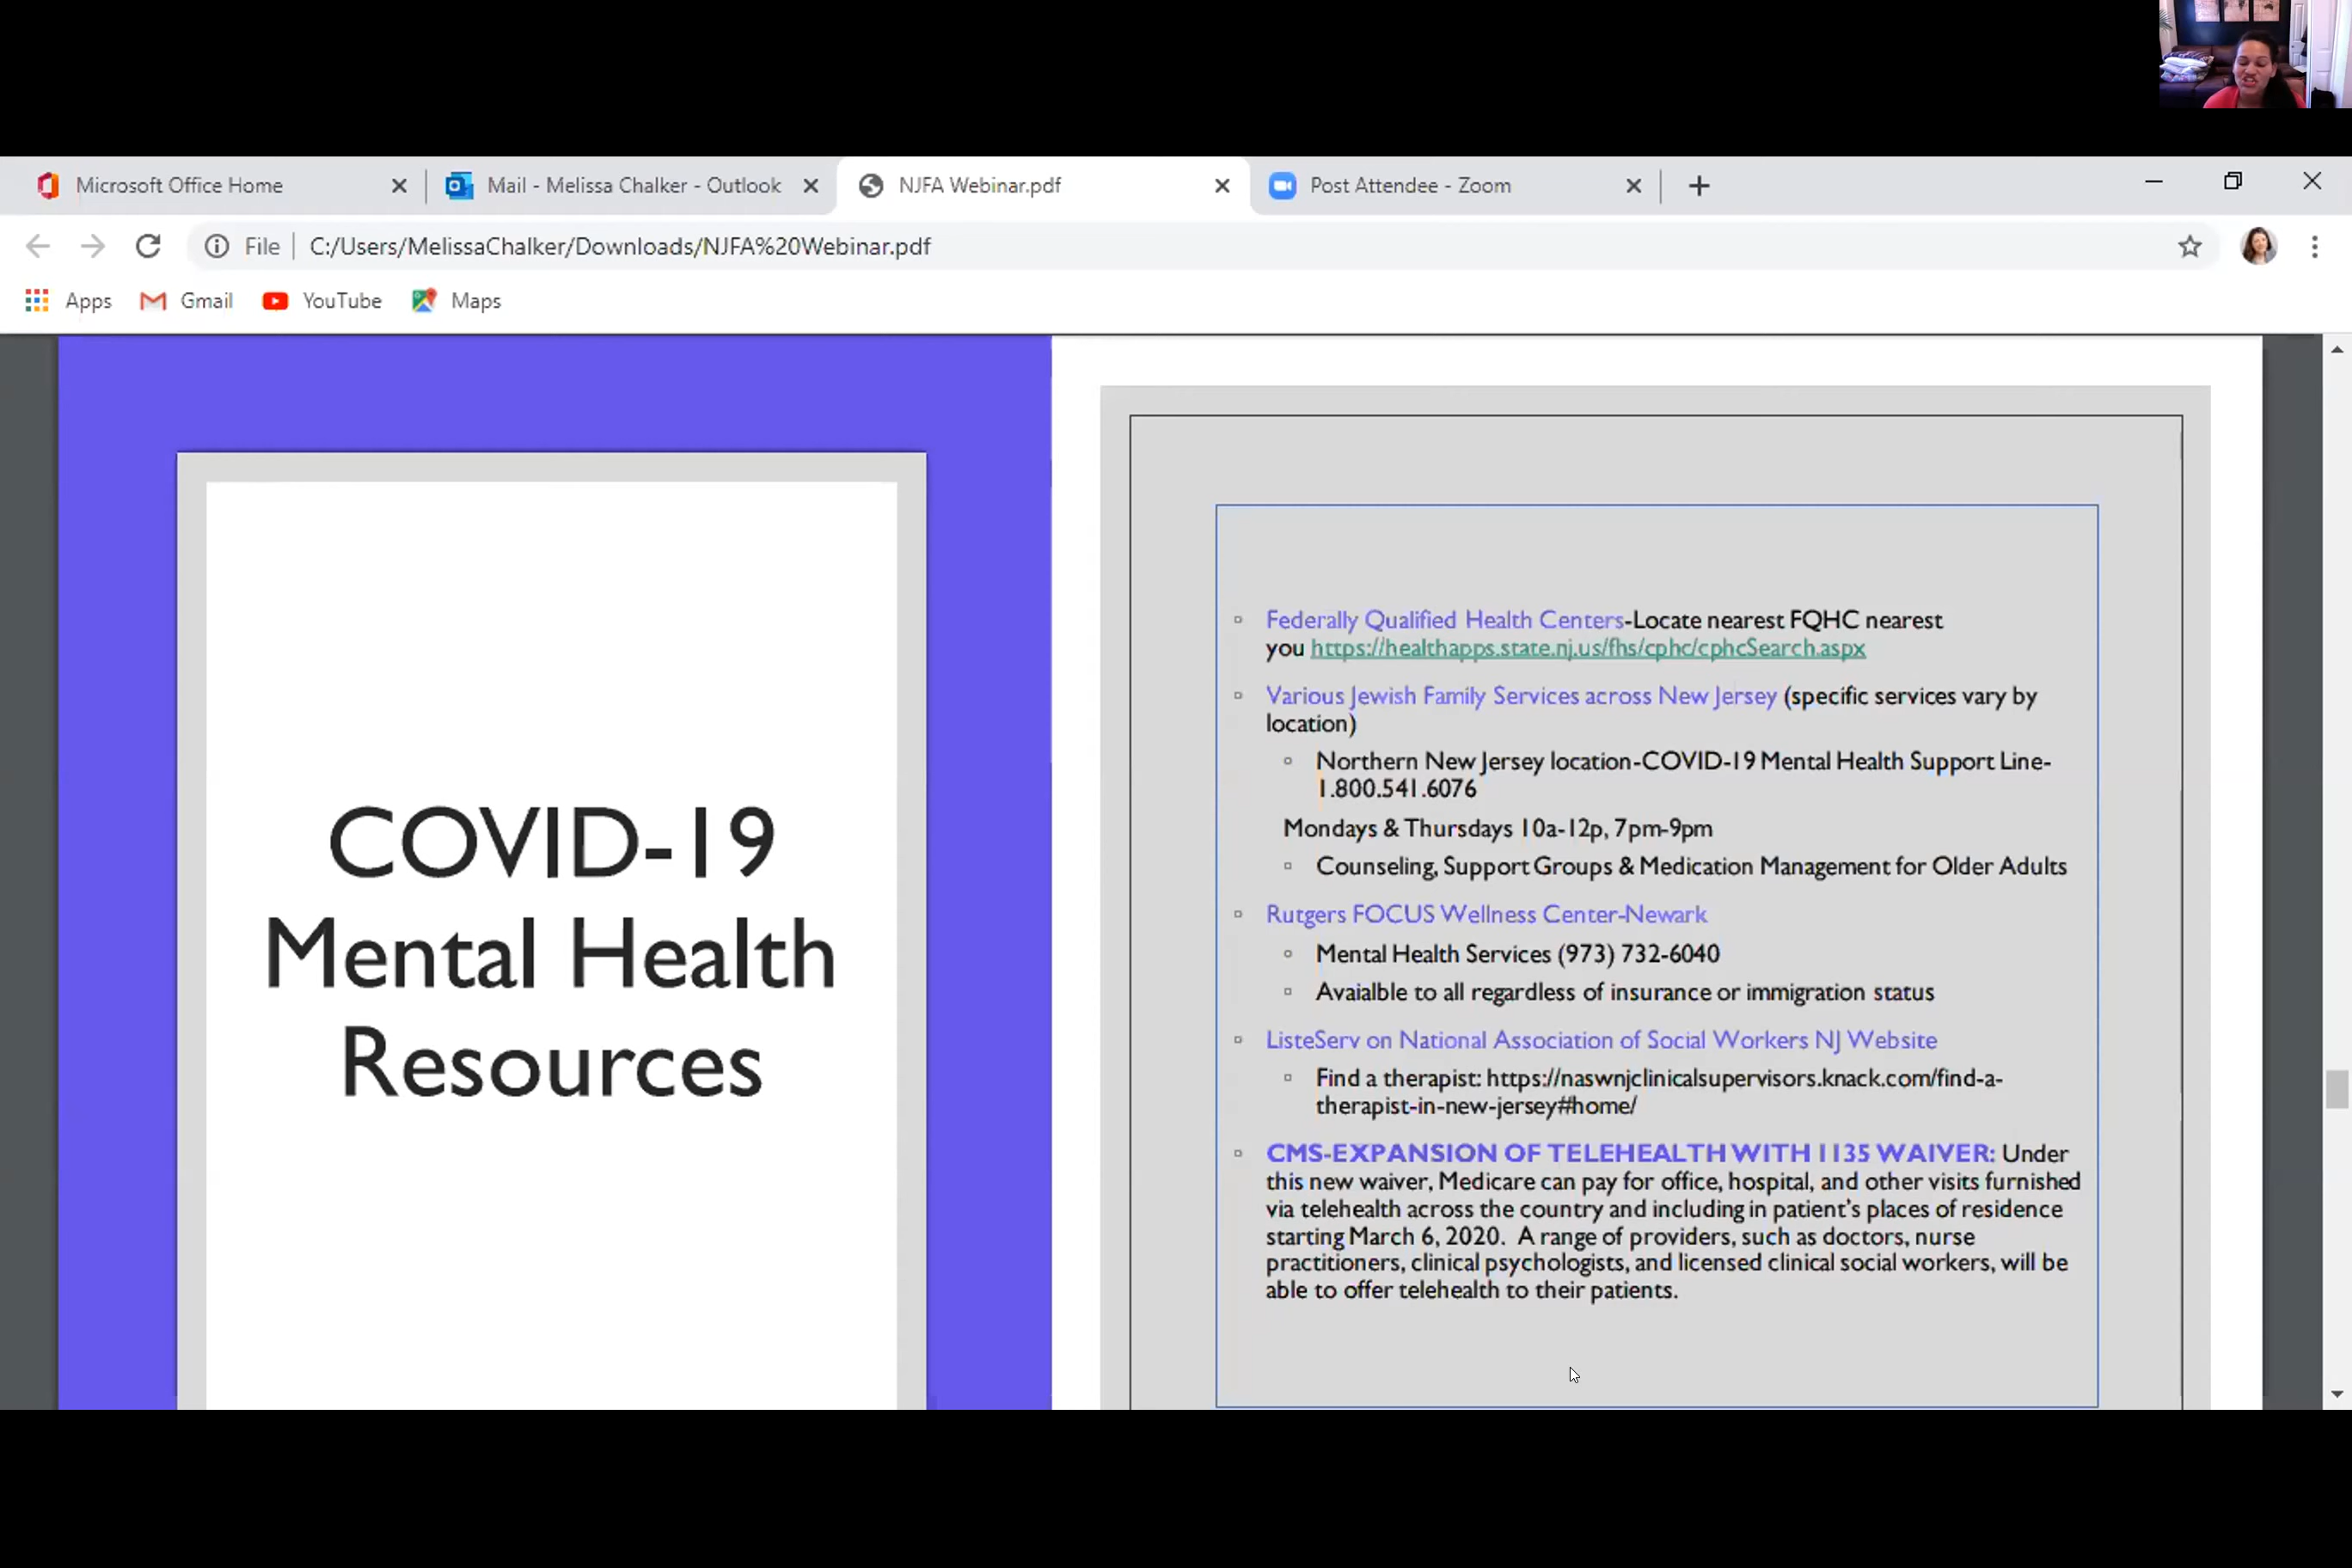 Microsoft Office Home
Mail - Melissa Chalker - Outlook
NJFA Webinar.pdf
Post Attendee - Zoom
File
C:/Users/MelissaChalker/Downloads/NJFA%20Webinar.pdf
Apps
Gmail
YouTube
Maps
COVID-19
Mental Health
Resources
Federally Qualified Health Centers-Locate nearest FQHC nearest
you https://healthapps.state.nj.us/fhs/cphc/cphcSearch.aspx
Various Jewish Family Services across New Jersey (specific services vary by
location)
Northern New Jersey location-COVID-19 Mental Health Support Line-
1.800.541.6076
Mondays & Thursdays 10a-12p, 7pm-9pm
Counseling, Support Groups & Medication Management for Older Adults
Rutgers FOCUS Wellness Center-Newark
Mental Health Services (973) 732-6040
Avaialble to all regardless of insurance or immigration status
ListeServ on National Association of Social Workers NJ Website
Find a therapist: https://naswnjclinicalsupervisors.knack.com/find-a-
therapist-in-new-jersey#home/
CMS-EXPANSION OF TELEHEALTH WITH 1135 WAIVER: Under
this new waiver, Medicare can pay for office, hospital, and other visits furnished
via telehealth across the country and including in patient's places of residence
starting March 6, 2020. A range of providers, such as doctors, nurse
practitioners, clinical psychologists, and licensed clinical social workers, will be
able to offer telehealth to their patients.